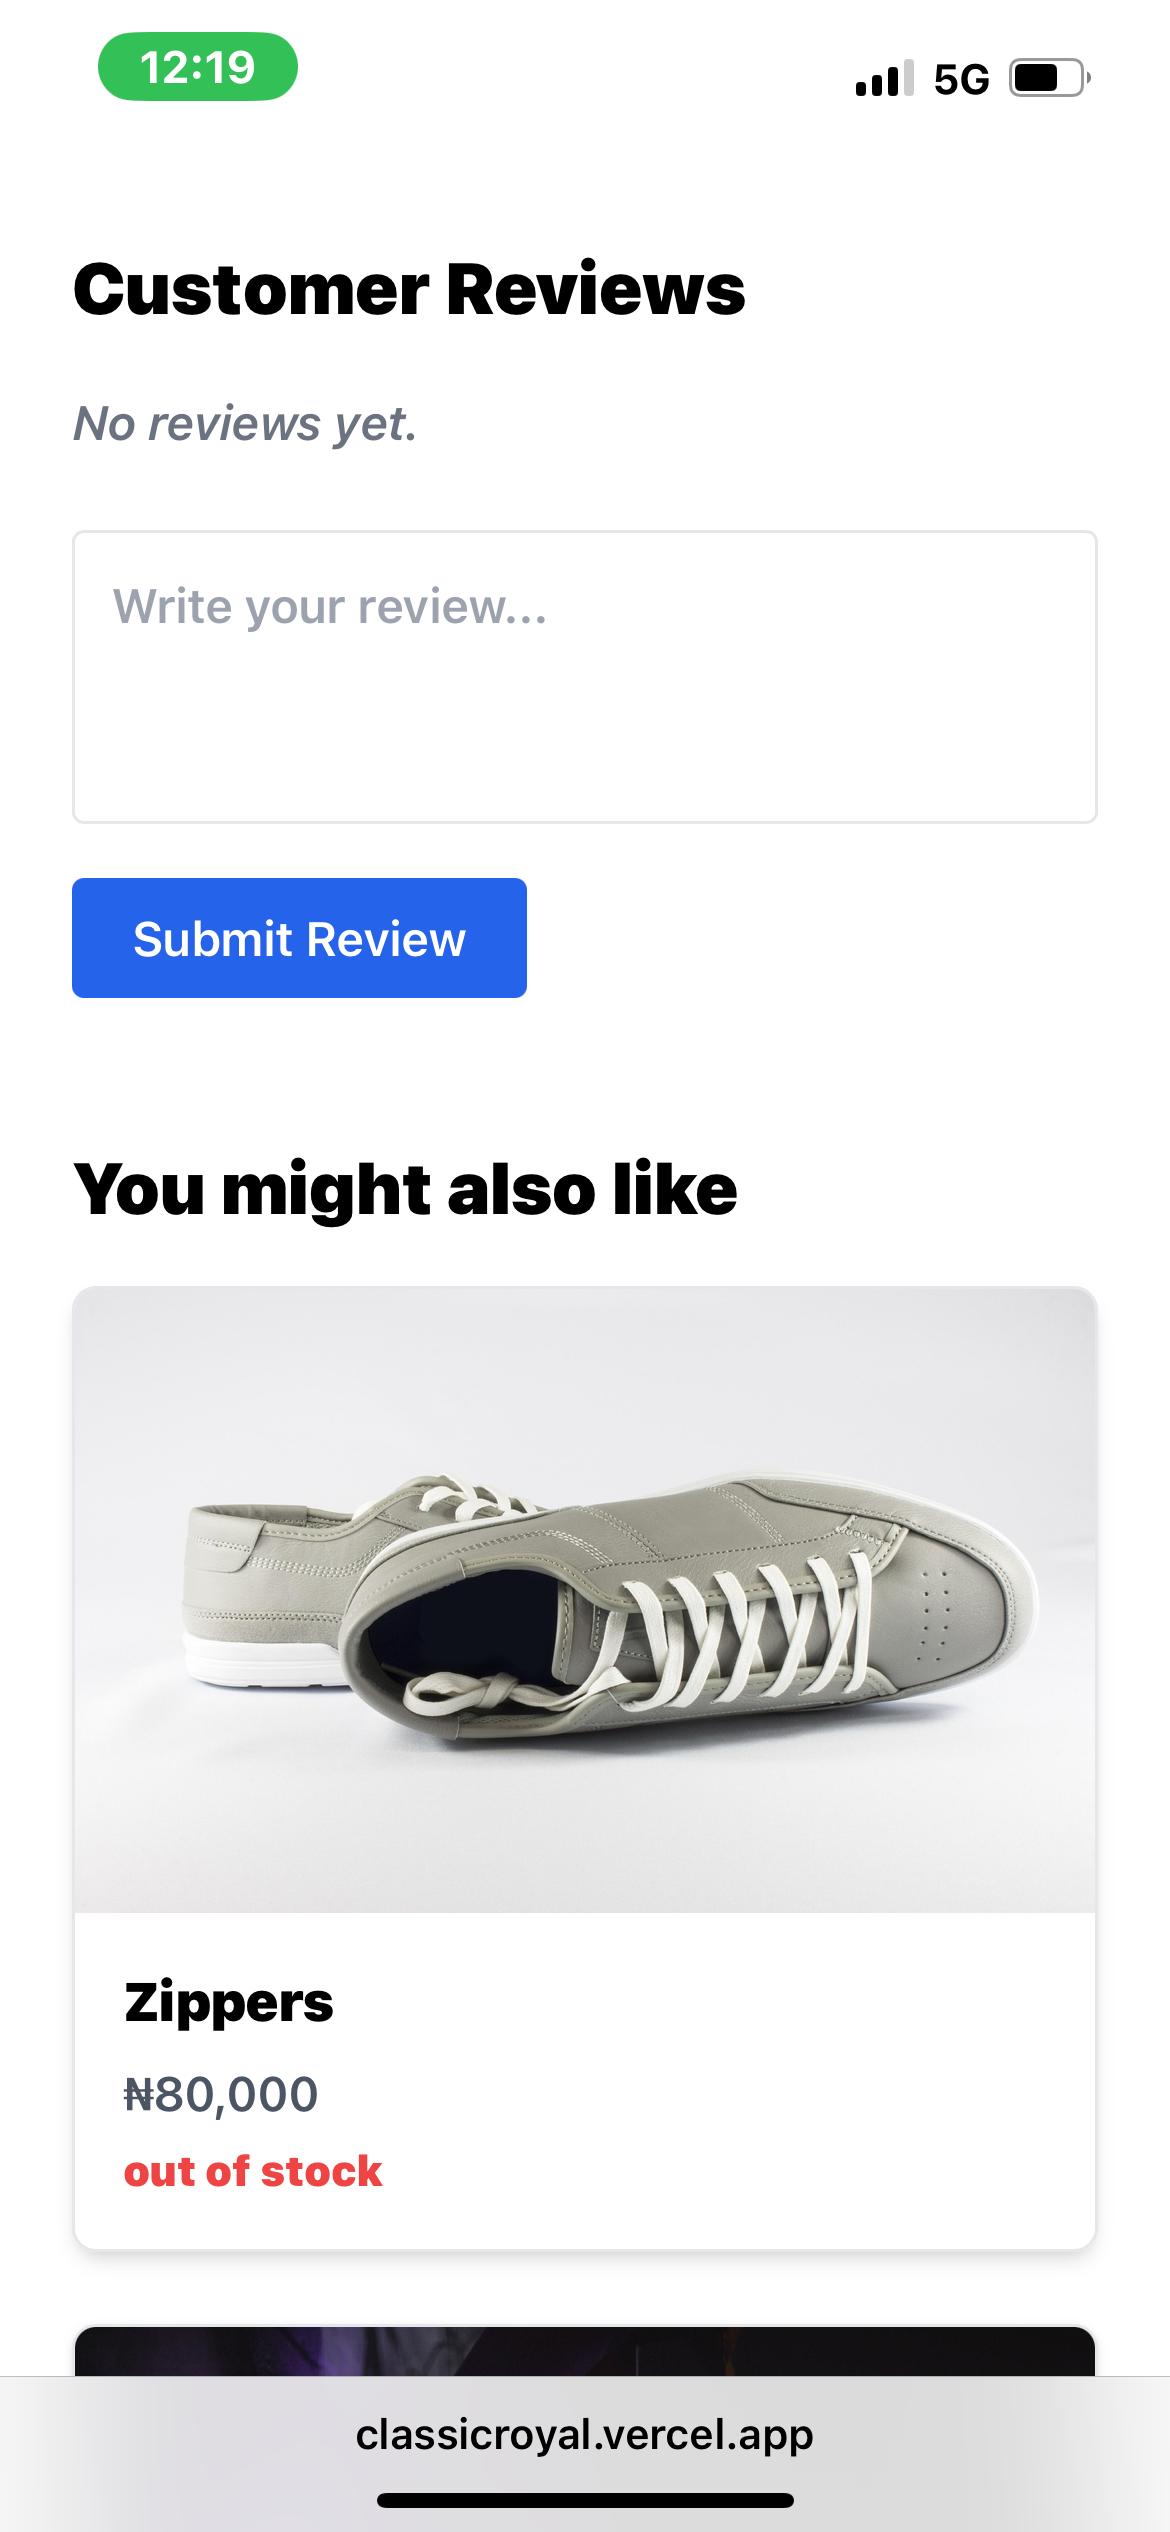 12:19
5G
Customer Reviews
No reviews yet.
Write your review...
Submit Review
You might also like
Zippers
₦80,000
out of stock
classicroyal.vercel.app